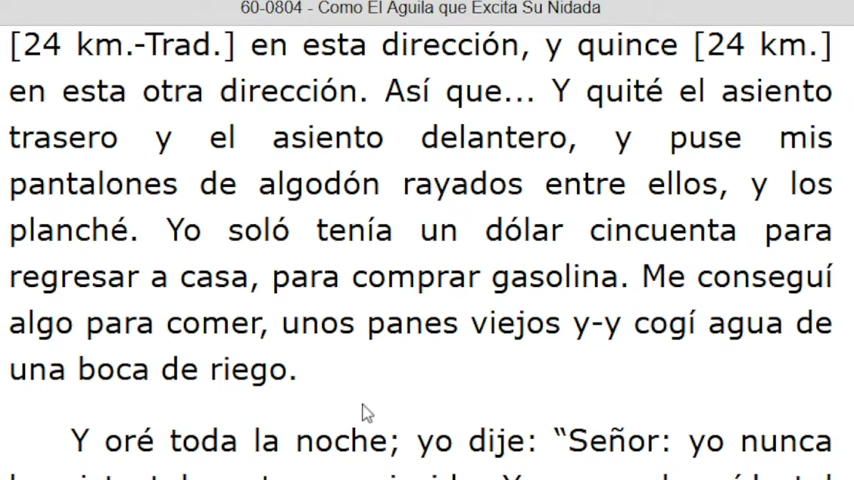 60-0804 - Como El Aguila que Excita Su Nidada
[24 km.-Trad.] en esta dirección, y quince [24 km.]
en esta otra dirección. Así que... Y quité el asiento
trasero y el asiento delantero, y puse mis
pantalones de algodón rayados entre ellos, y los
planché. Yo soló tenía un dólar cincuenta para
regresar a casa, para comprar gasolina. Me conseguí
algo para comer, unos panes viejos y-y cogí agua de
una boca de riego.
Y oré toda la noche; yo dije: “Señor: yo nunca